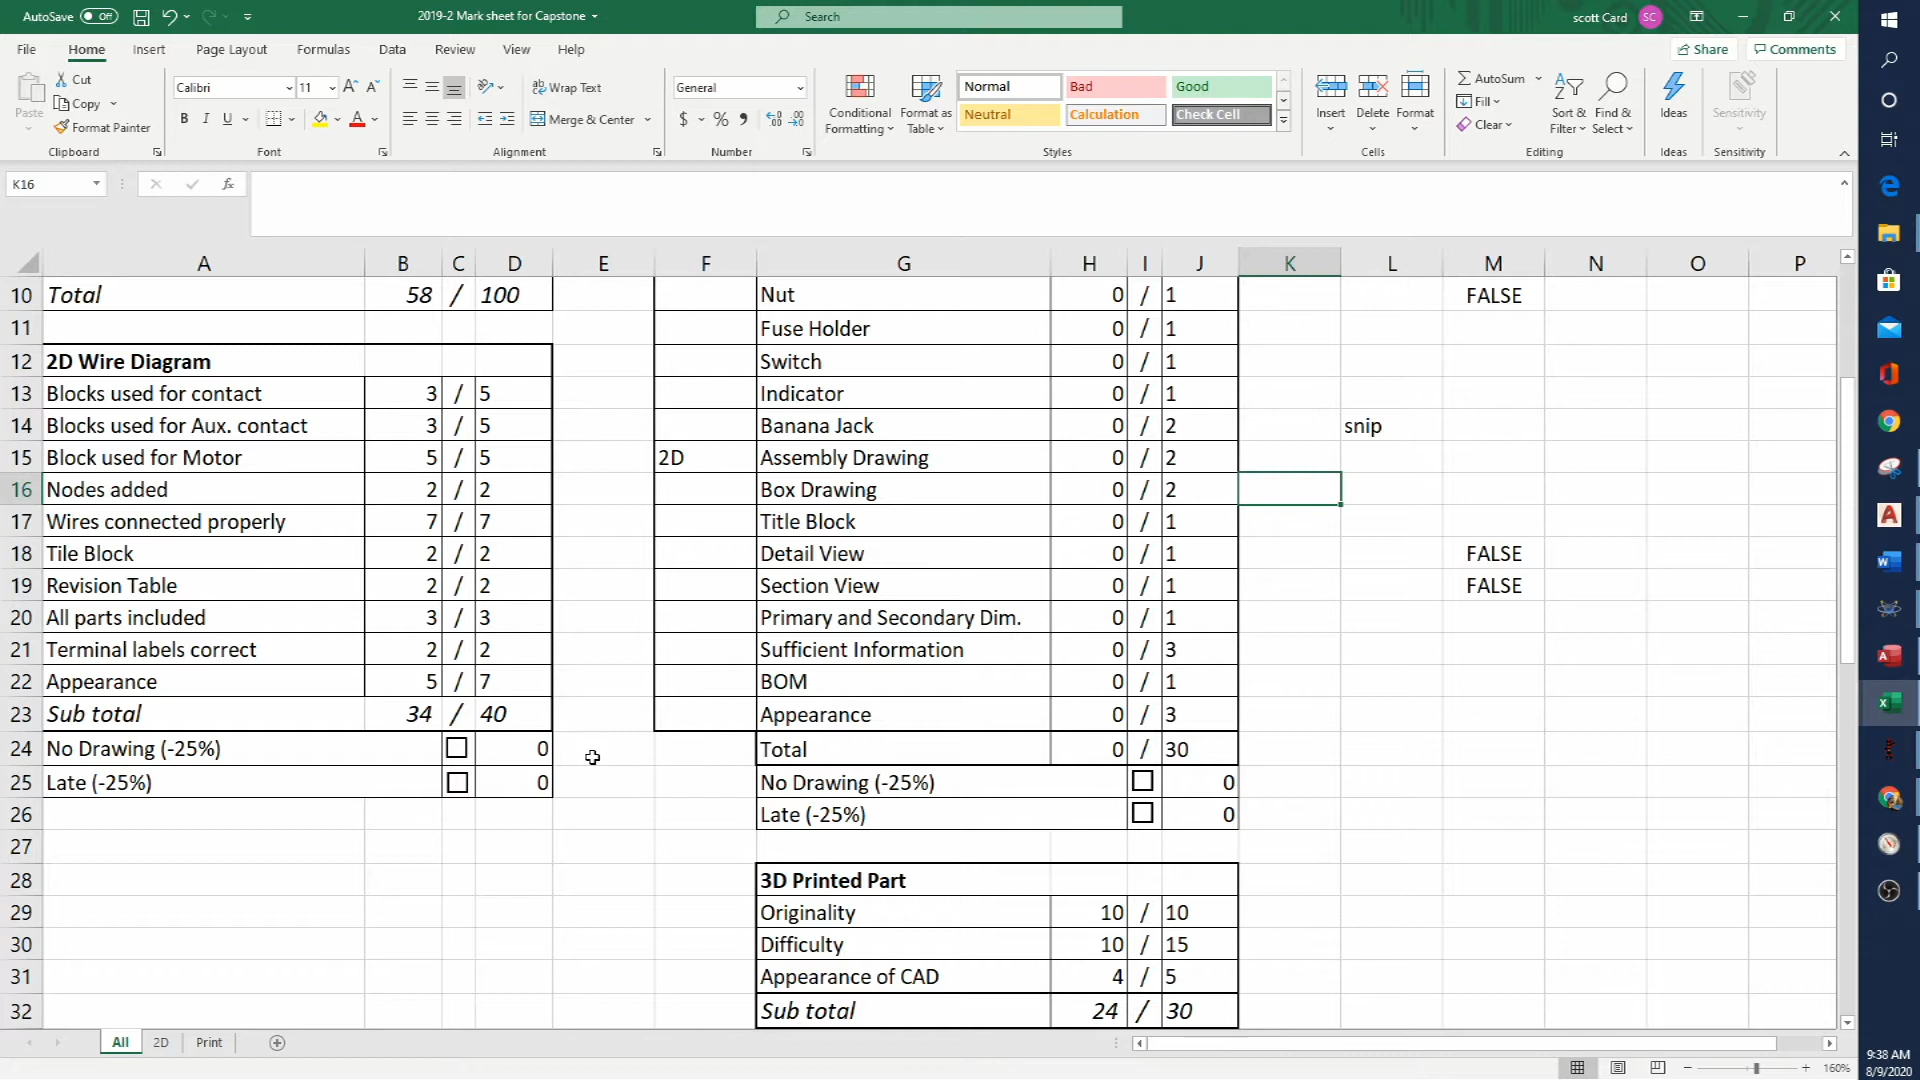 AutoSave Off 2019-2 Mark sheet for Capstone Search scott Card SC
File Home Insert Page Layout Formulas Data Review View Help Share Comments
Paste Cut Copy Format Painter Clipboard
Calibri 11 B I U A A A Font
Wrap Text Merge & Center Alignment
General $ % Number
Conditional Formatting Format as Table Normal Bad Good Neutral Calculation Check Cell Styles
Insert Delete Format Cells
AutoSum Fill Clear Sort & Filter Find & Select Editing
Ideas Ideas Sensitivity Sensitivity
K16 fx
A B C D E F G H I J K L M N O P
10 Total 58 / 100 Nut 0 / 1 FALSE
11 Fuse Holder 0 / 1
12 2D Wire Diagram Switch 0 / 1
13 Blocks used for contact 3 / 5 Indicator 0 / 1
14 Blocks used for Aux. contact 3 / 5 Banana Jack 0 / 2 snip
15 Block used for Motor 5 / 5 2D Assembly Drawing 0 / 2
16 Nodes added 2 / 2 Box Drawing 0 / 2
17 Wires connected properly 7 / 7 Title Block 0 / 1
18 Tile Block 2 / 2 Detail View 0 / 1 FALSE
19 Revision Table 2 / 2 Section View 0 / 1 FALSE
20 All parts included 3 / 3 Primary and Secondary Dim. 0 / 1
21 Terminal labels correct 2 / 2 Sufficient Information 0 / 3
22 Appearance 5 / 7 BOM 0 / 1
23 Sub total 34 / 40 Appearance 0 / 3
24 No Drawing (-25%) 0 Total 0 / 30
25 Late (-25%) 0 No Drawing (-25%) 0
26 Late (-25%) 0
27
28 3D Printed Part
29 Originality 10 / 10
30 Difficulty 10 / 15
31 Appearance of CAD 4 / 5
32 Sub total 24 / 30
All 2D Print
160%
9:38 AM
8/9/2020